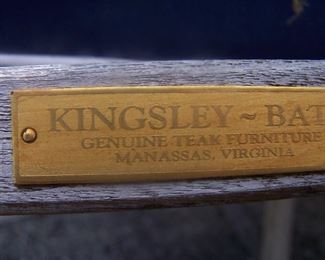 KINGSLEY ~ BAT
GENUINE TEAK FURNITURE
MANASSAS, VIRGINIA